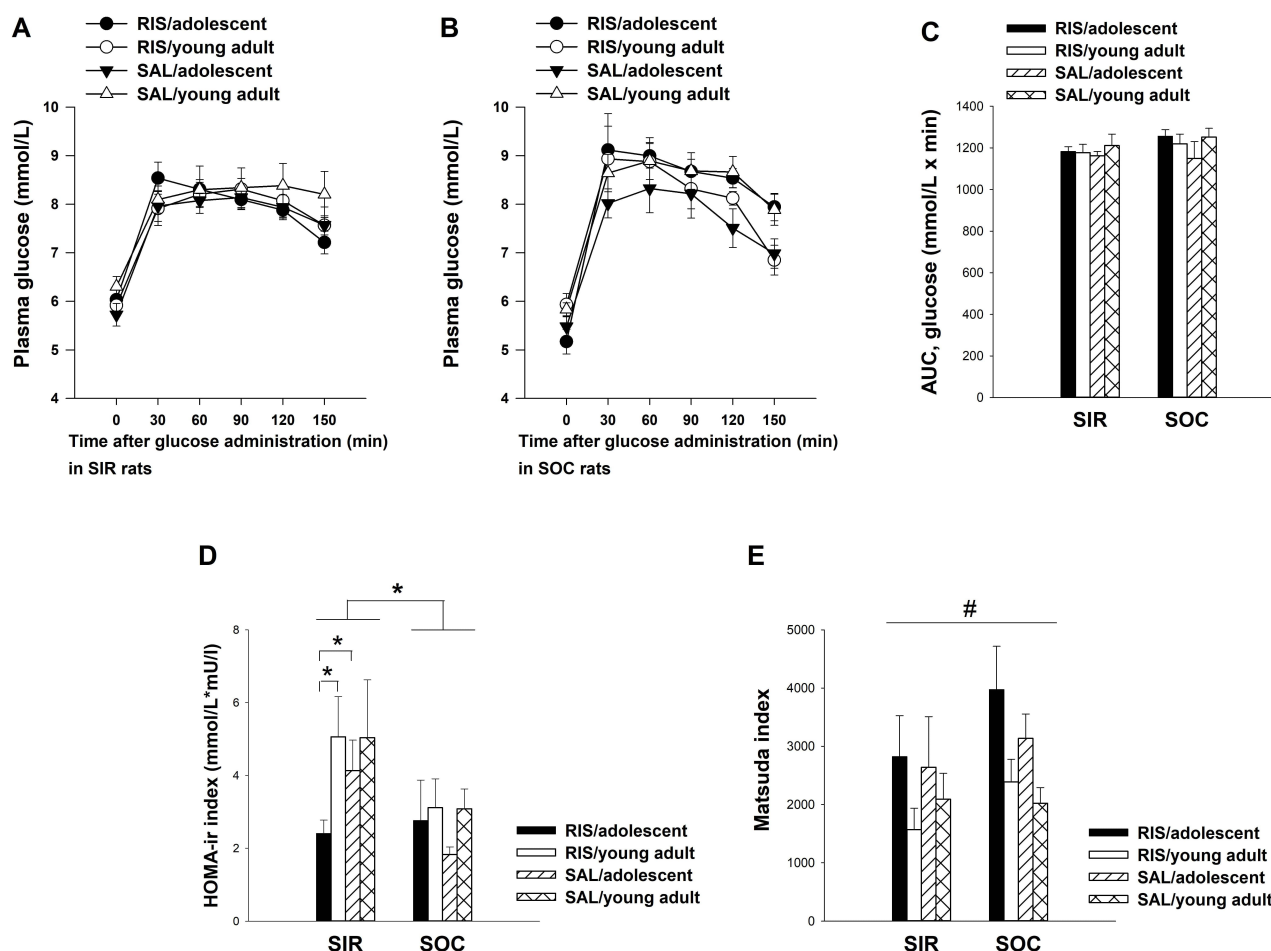 A
RIS/adolescent
RIS/young adult
SAL/adolescent
SAL/young adult
Plasma glucose (mmol/L)
10
9
8
7
6
5
4
0 30 60 90 120 150
Time after glucose administration (min)
in SIR rats
B
RIS/adolescent
RIS/young adult
SAL/adolescent
SAL/young adult
Plasma glucose (mmol/L)
10
9
8
7
6
5
4
0 30 60 90 120 150
Time after glucose administration (min)
in SOC rats
C
RIS/adolescent
RIS/young adult
SAL/adolescent
SAL/young adult
AUC, glucose (mmol/L x min)
1400
1200
1000
800
600
400
200
0
SIR SOC
D
*
*
*
HOMA-ir index (mmol/L*mU/l)
8
6
4
2
0
SIR SOC
RIS/adolescent
RIS/young adult
SAL/adolescent
SAL/young adult
E
#
Matsuda index
5000
4000
3000
2000
1000
0
SIR SOC
RIS/adolescent
RIS/young adult
SAL/adolescent
SAL/young adult